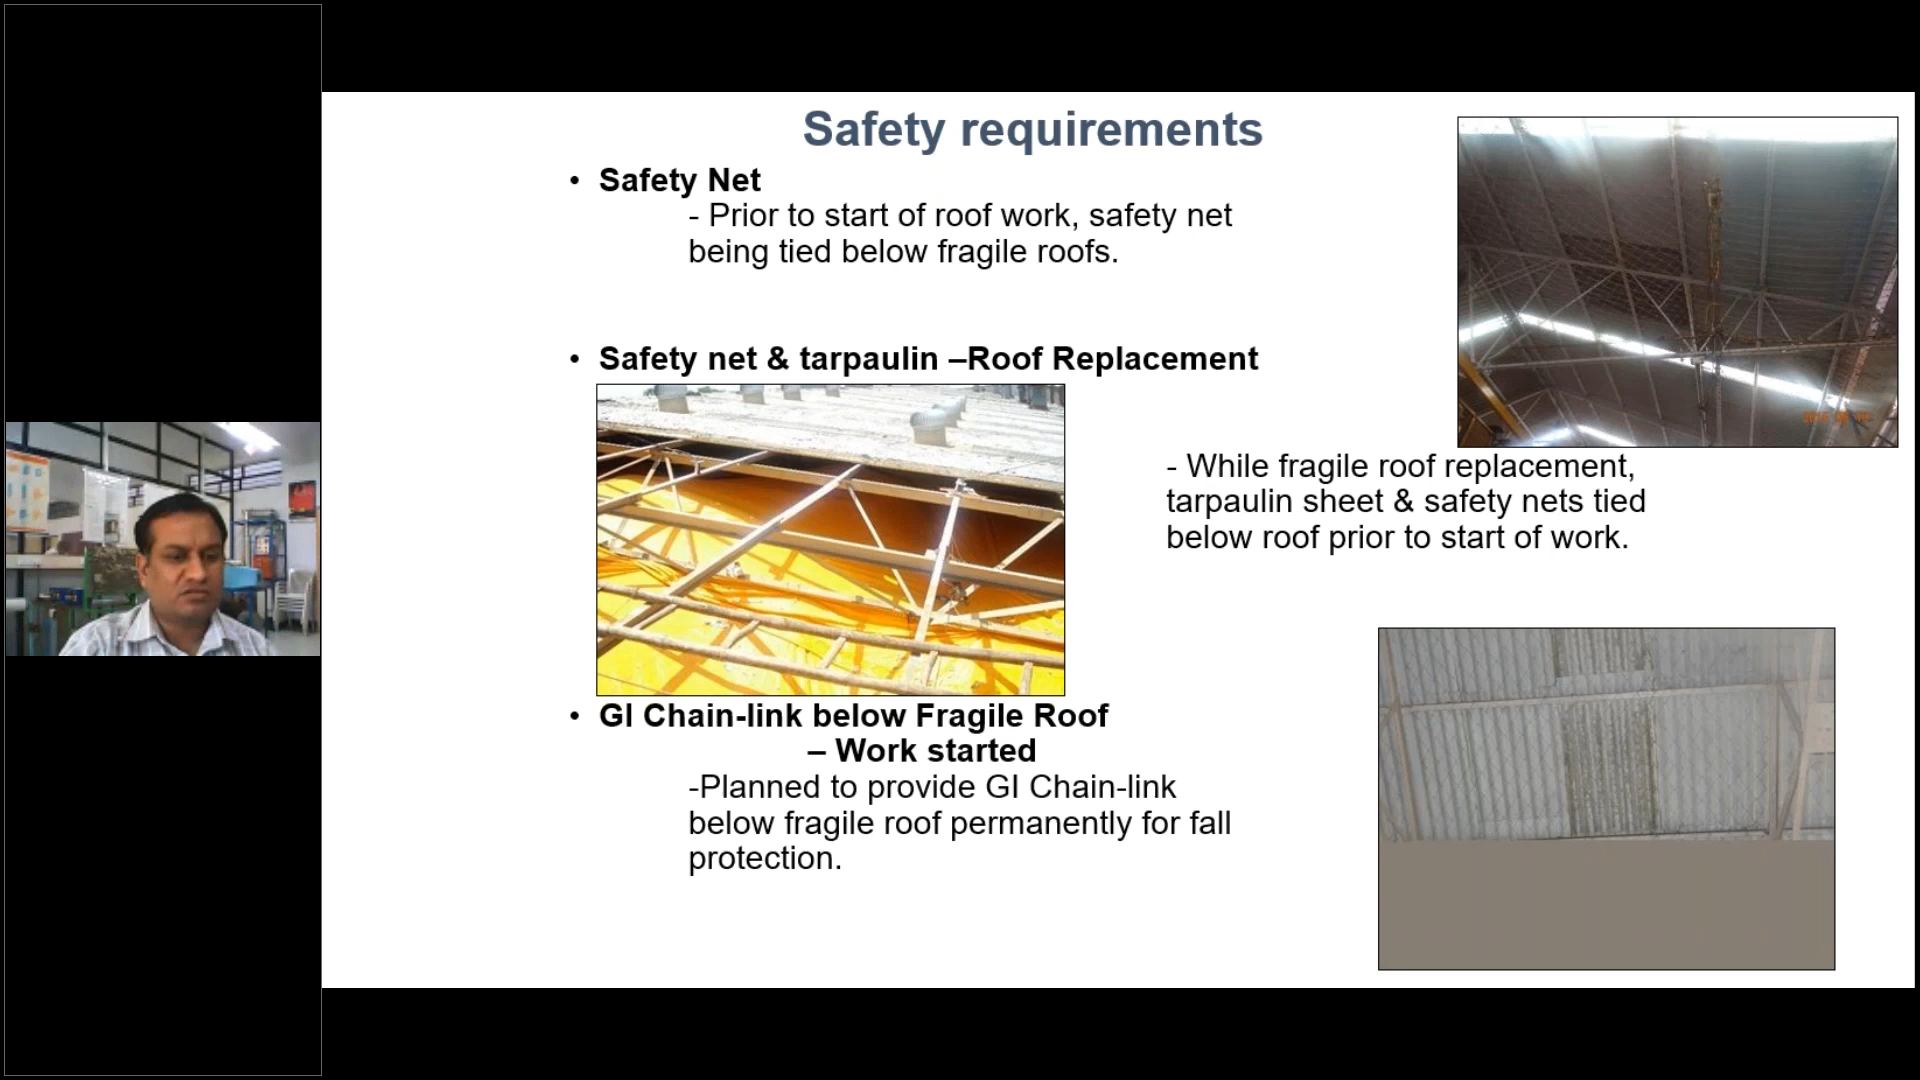 Safety requirements
• Safety Net
- Prior to start of roof work, safety net
being tied below fragile roofs.
• Safety net & tarpaulin –Roof Replacement
- While fragile roof replacement,
tarpaulin sheet & safety nets tied
below roof prior to start of work.
• GI Chain-link below Fragile Roof
– Work started
-Planned to provide GI Chain-link
below fragile roof permanently for fall
protection.